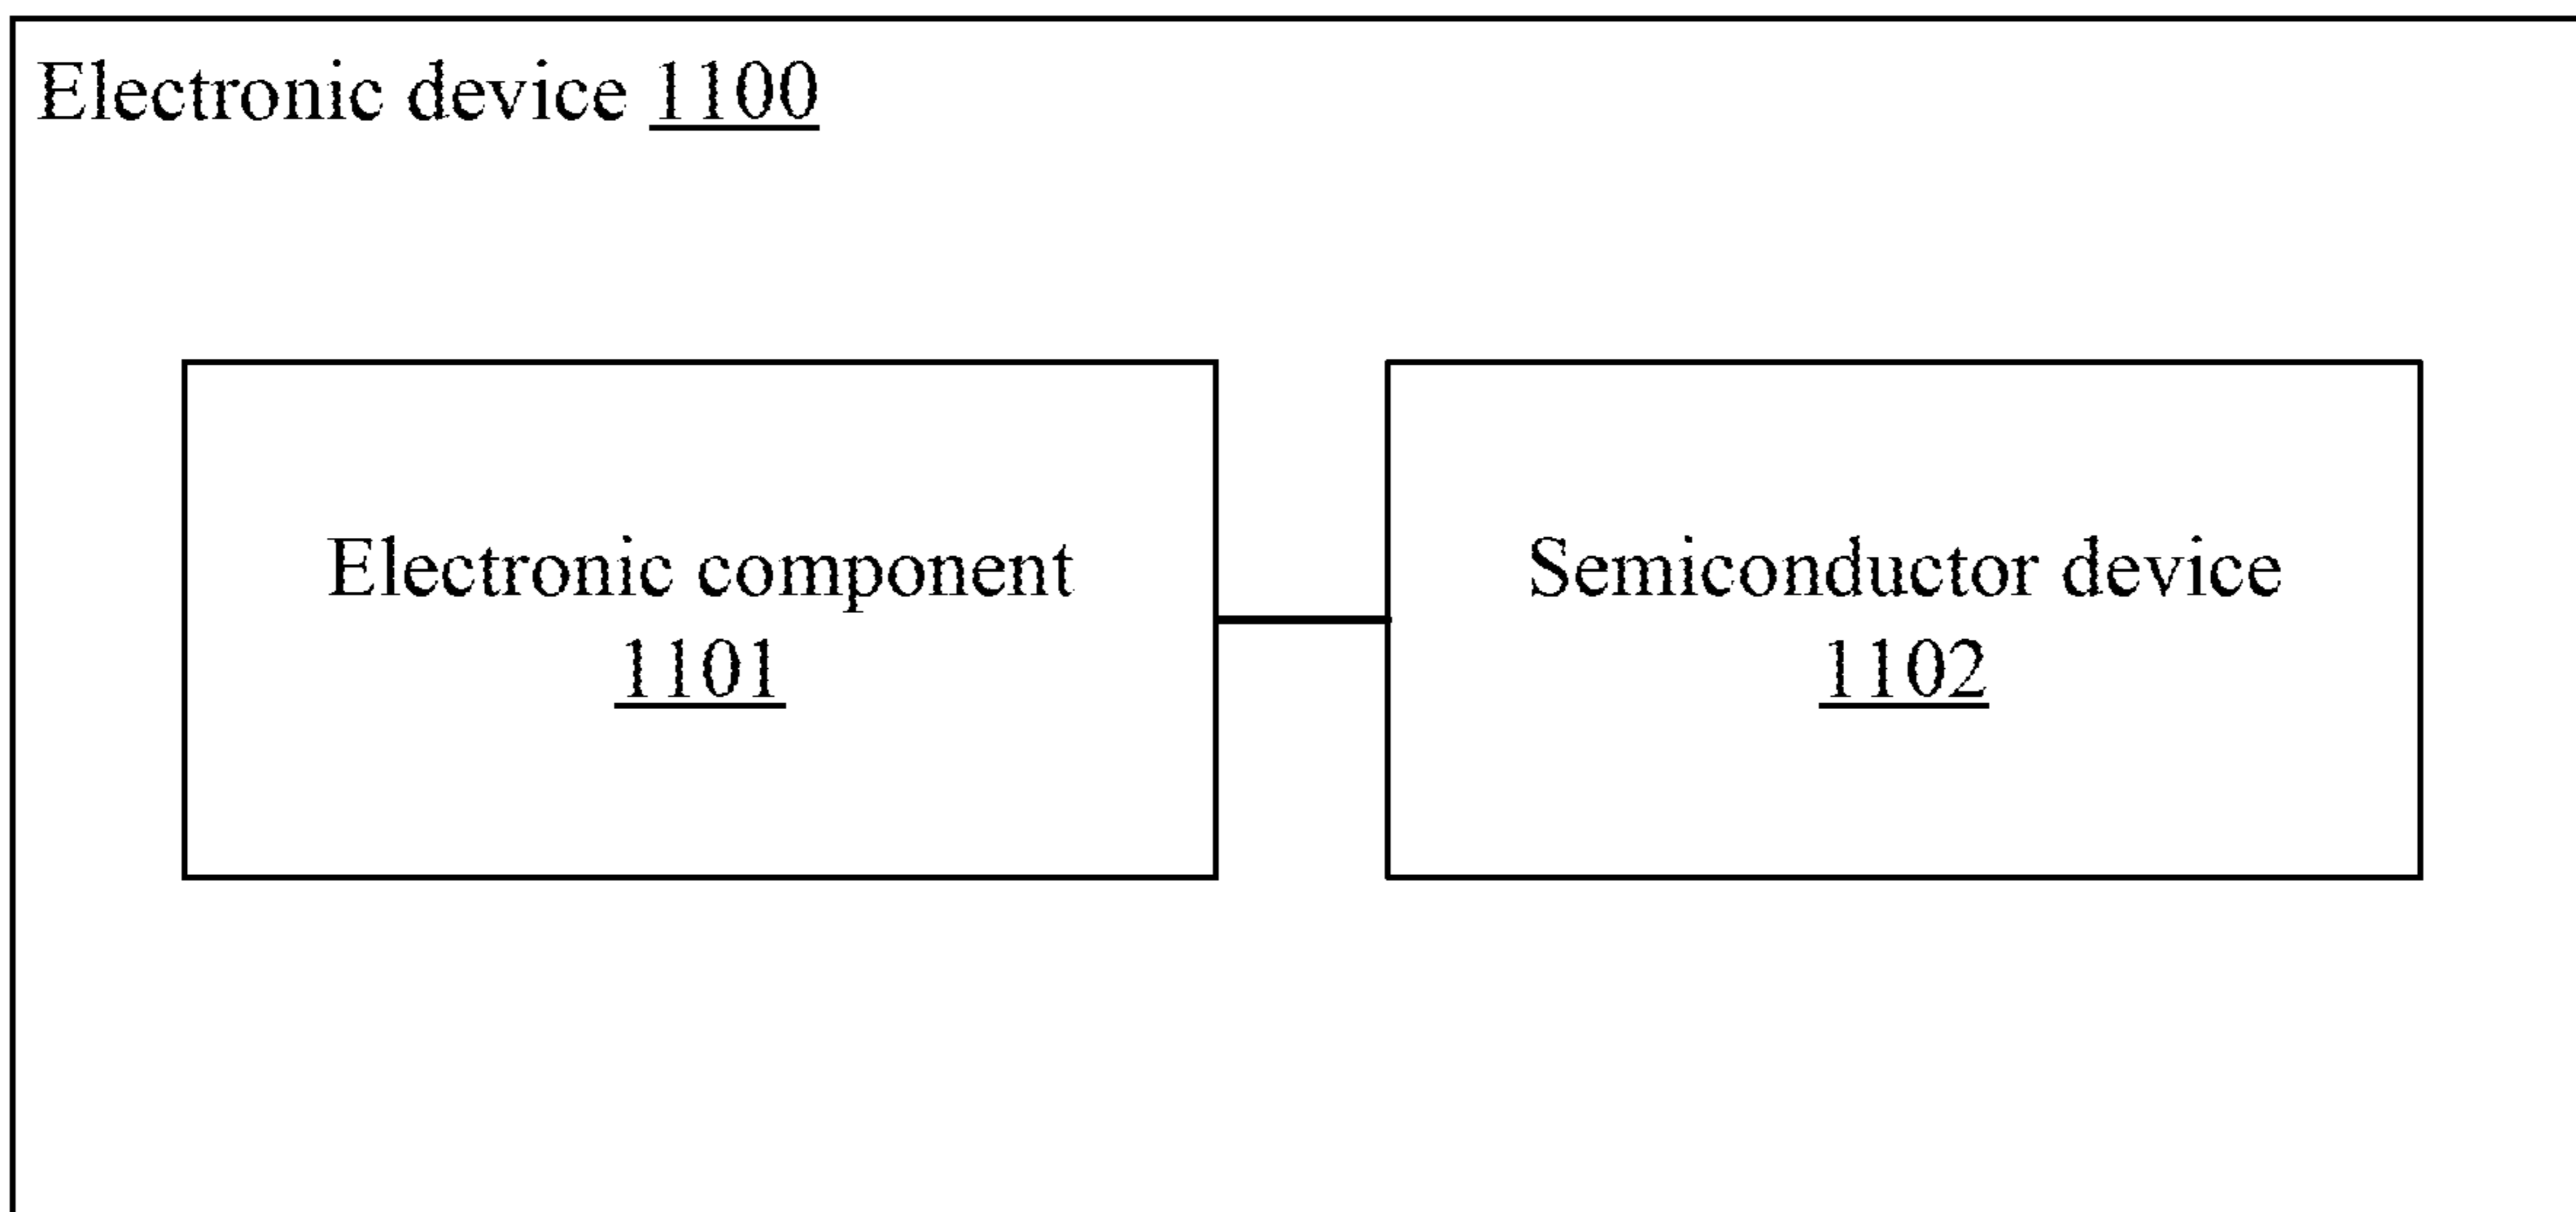 Electronic device 1100
Electronic component
1101
Semiconductor device
1102